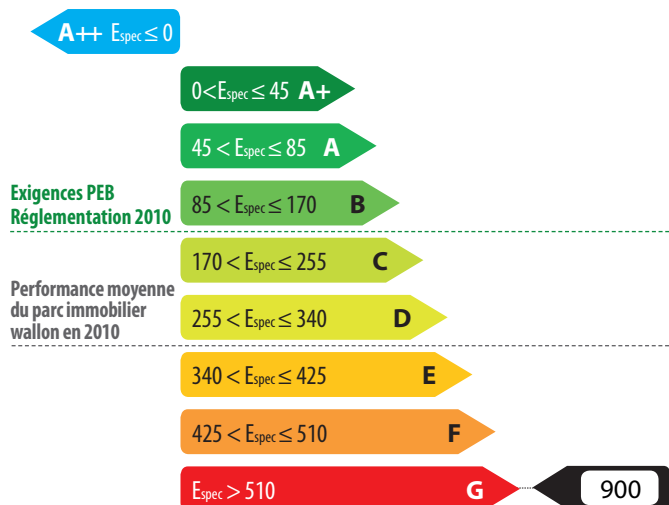 A++ Espec ≤ 0
0<Espec ≤ 45 A+
45 < Espec ≤ 85 A
Exigences PEB
Réglementation 2010
85 < Espec ≤ 170 B
170 < Espec ≤ 255 C
Performance moyenne
du parc immobilier
wallon en 2010
255 < Espec ≤ 340 D
340 < Espec ≤ 425 E
425 < Espec ≤ 510 F
Espec > 510 G 900